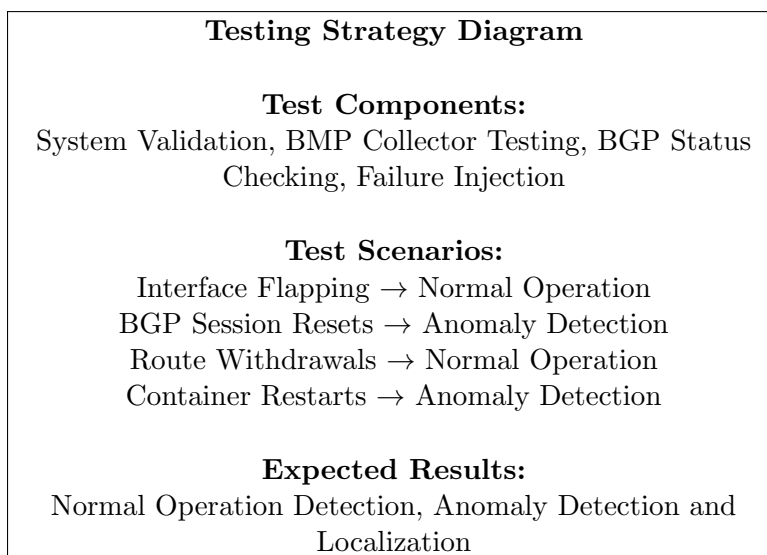 Testing Strategy Diagram
Test Components:
System Validation, BMP Collector Testing, BGP Status
Checking, Failure Injection
Test Scenarios:
Interface Flapping → Normal Operation
BGP Session Resets → Anomaly Detection
Route Withdrawals → Normal Operation
Container Restarts → Anomaly Detection
Expected Results:
Normal Operation Detection, Anomaly Detection and
Localization